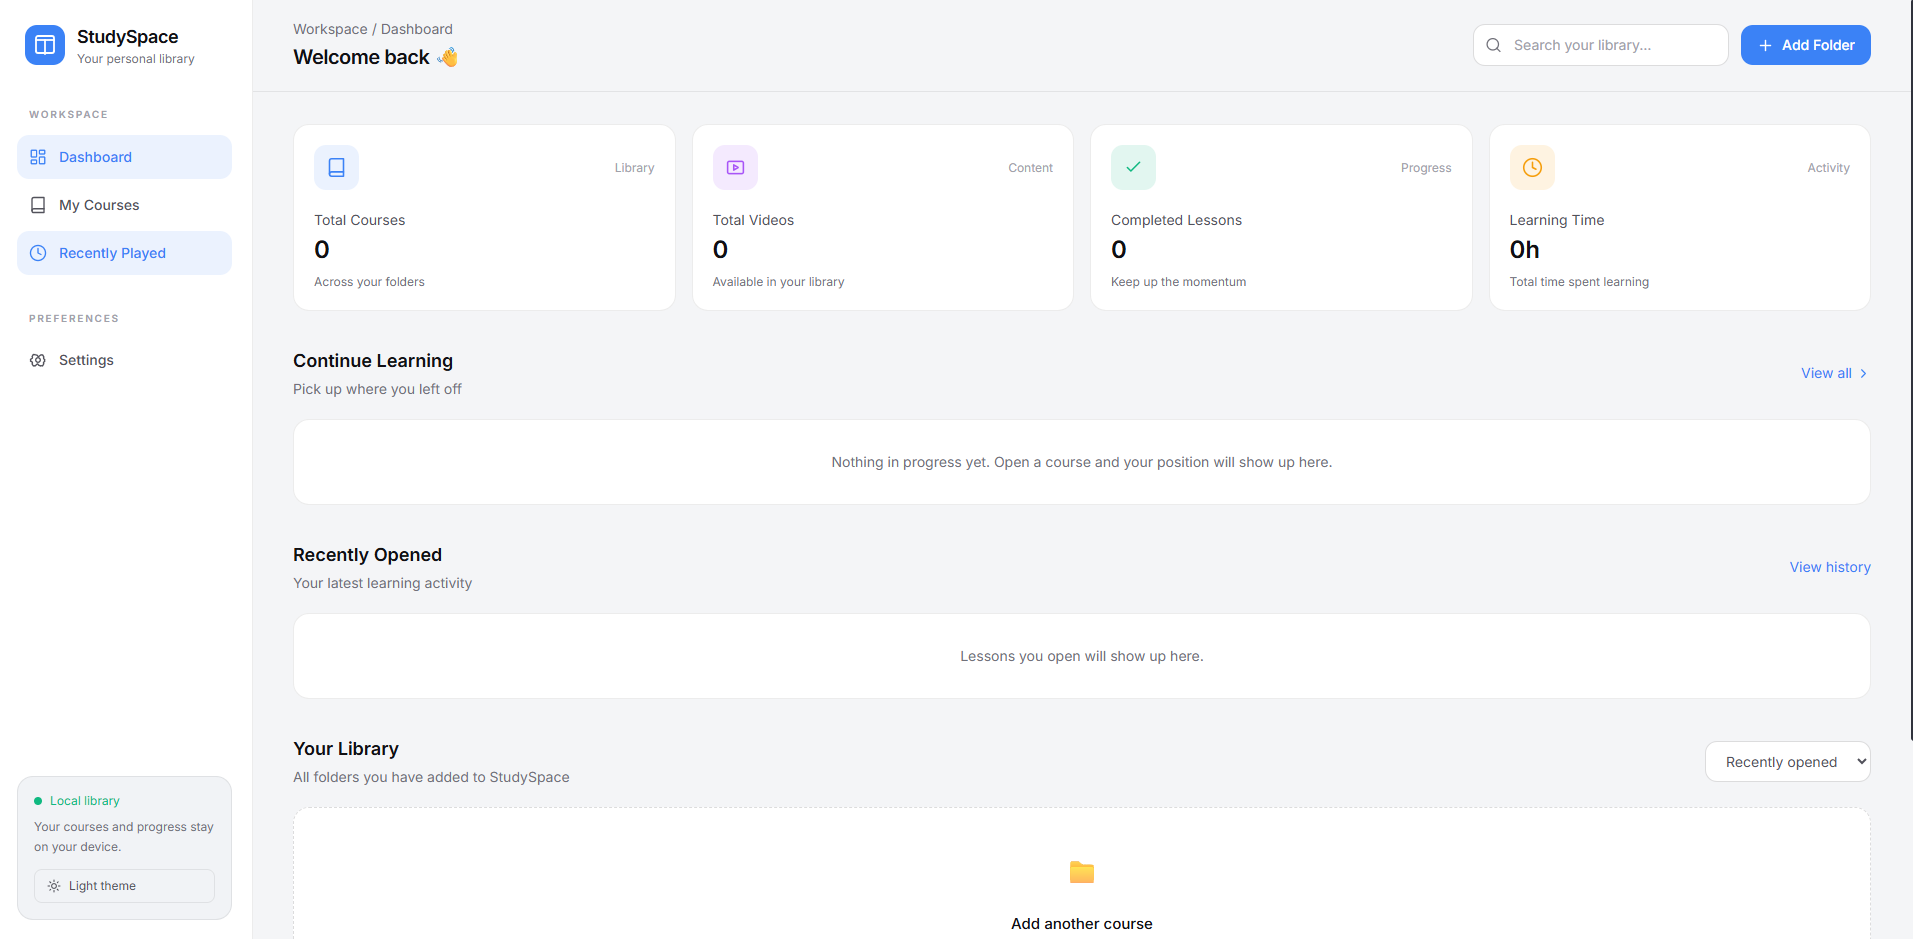 StudySpace
Your personal library
WORKSPACE
Dashboard
My Courses
Recently Played
PREFERENCES
Settings
Local library
Your courses and progress stay
on your device.
Light theme
Workspace / Dashboard
Welcome back 👋
Search your library...
Add Folder
Library
Total Courses
0
Across your folders
Content
Total Videos
0
Available in your library
Progress
Completed Lessons
0
Keep up the momentum
Activity
Learning Time
0h
Total time spent learning
Continue Learning
Pick up where you left off
View all
Nothing in progress yet. Open a course and your position will show up here.
Recently Opened
Your latest learning activity
View history
Lessons you open will show up here.
Your Library
All folders you have added to StudySpace
Recently opened
Add another course